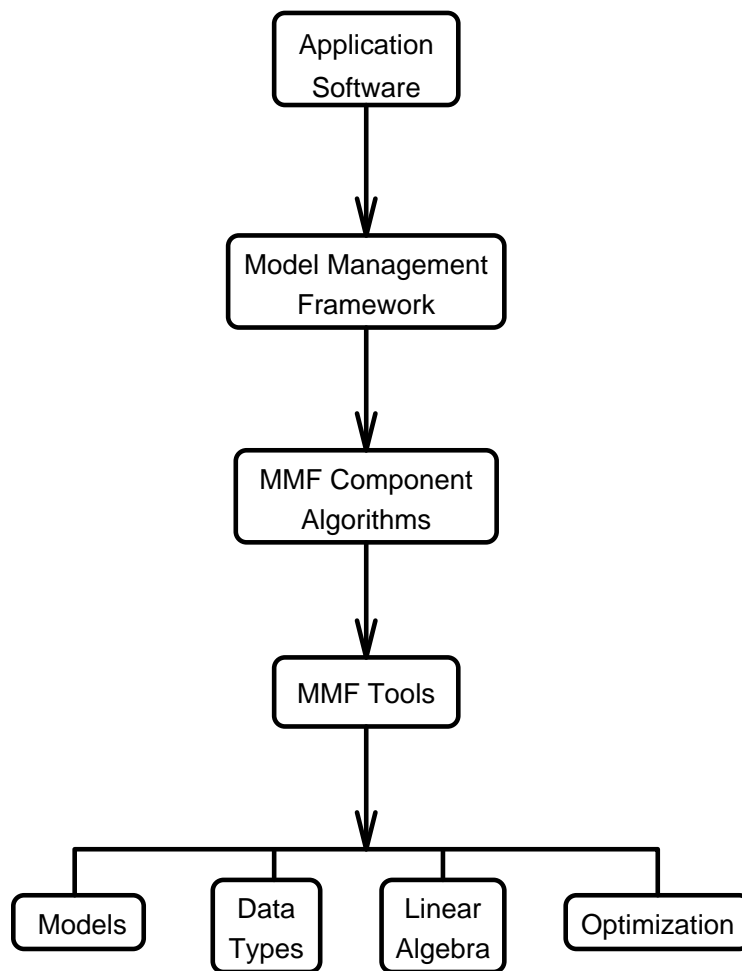 Application
Software
Model Management
Framework
MMF Component
Algorithms
MMF Tools
Models
Data
Types
Linear
Algebra
Optimization